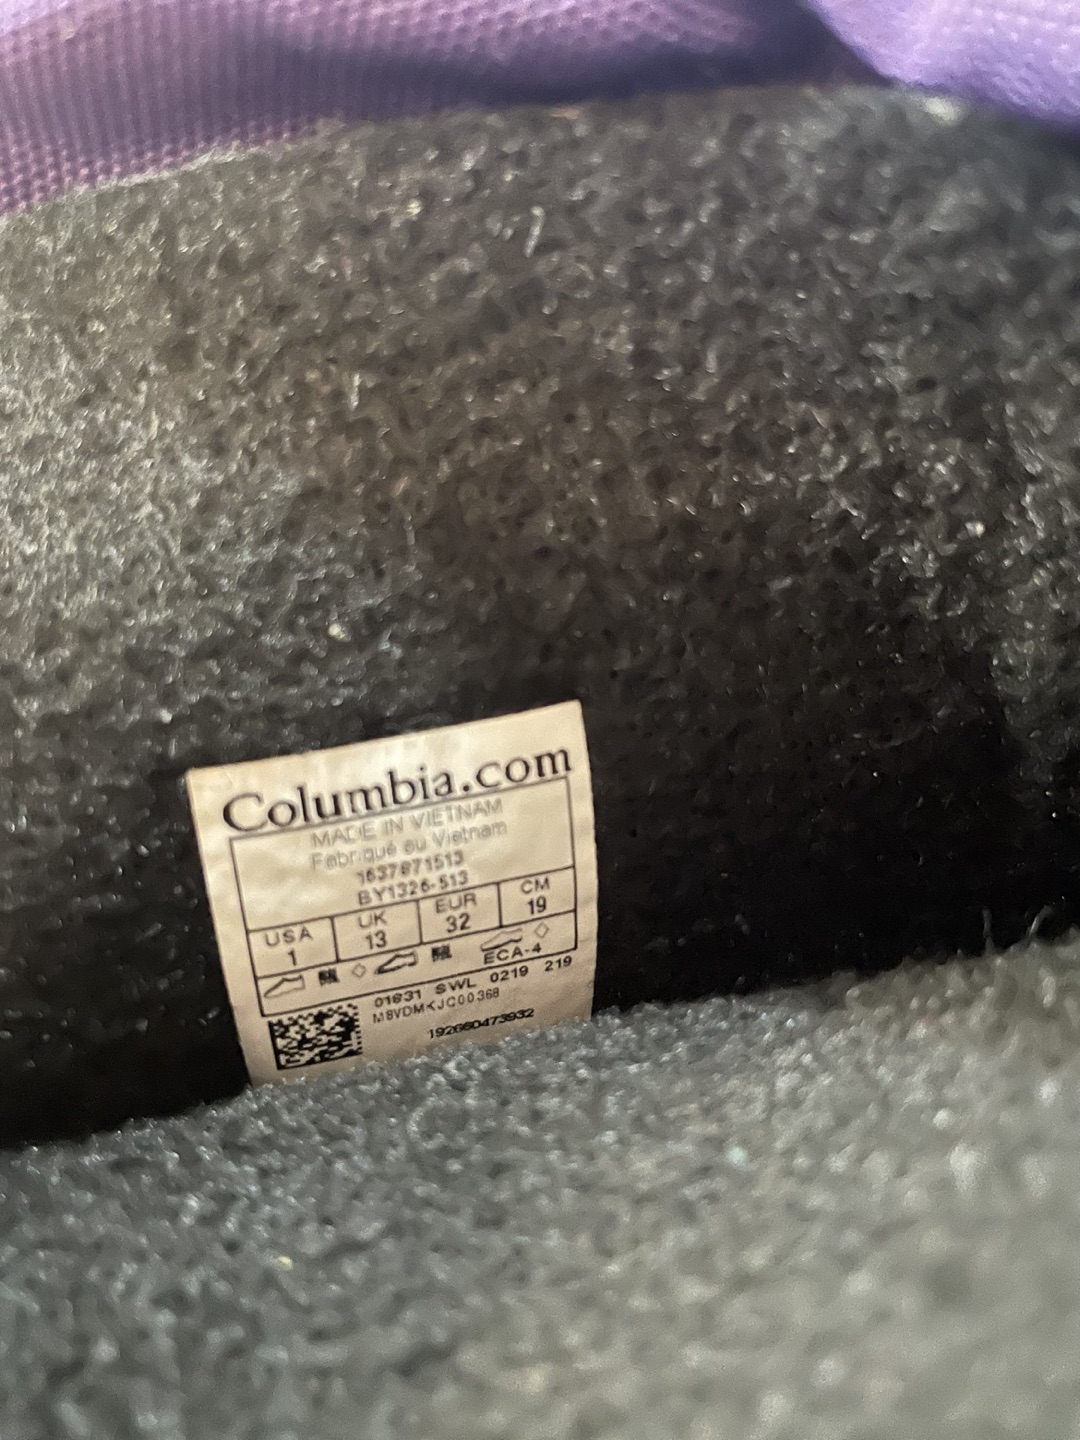 Columbia.com
MADE IN VIETNAM
Fabriqué au Vietnam
1637871513
BY1326-513
USA UK EUR CM
1 13 32 19
ECA-4
01631 SWL 0219 219
192660473932